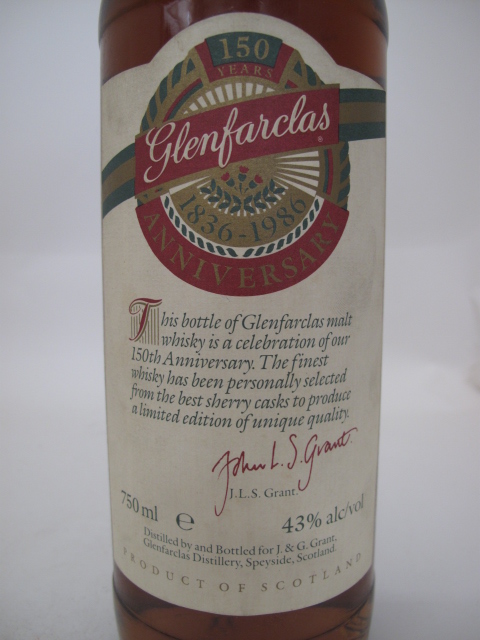 150
YEARS
Glenfarclas®
1836-1986
ANNIVERSARY
This bottle of Glenfarclas malt
whisky is a celebration of our
150th Anniversary. The finest
whisky has been personally selected
from the best sherry casks to produce
a limited edition of unique quality.
John L. S. Grant
J.L.S. Grant.
750 ml ℮ 43% alc/vol
Distilled by and Bottled for J. & G. Grant,
Glenfarclas Distillery, Speyside, Scotland.
PRODUCT OF SCOTLAND